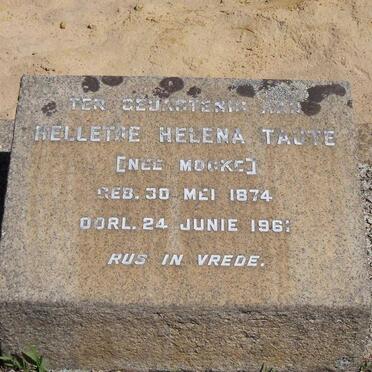 TER GEDAGTENIS AAN
HELLETJE HELENA TAUTE
[NEE MOCKE]
GEB. 30 MEI 1874
OORL. 24 JUNIE 1961
RUS IN VREDE.